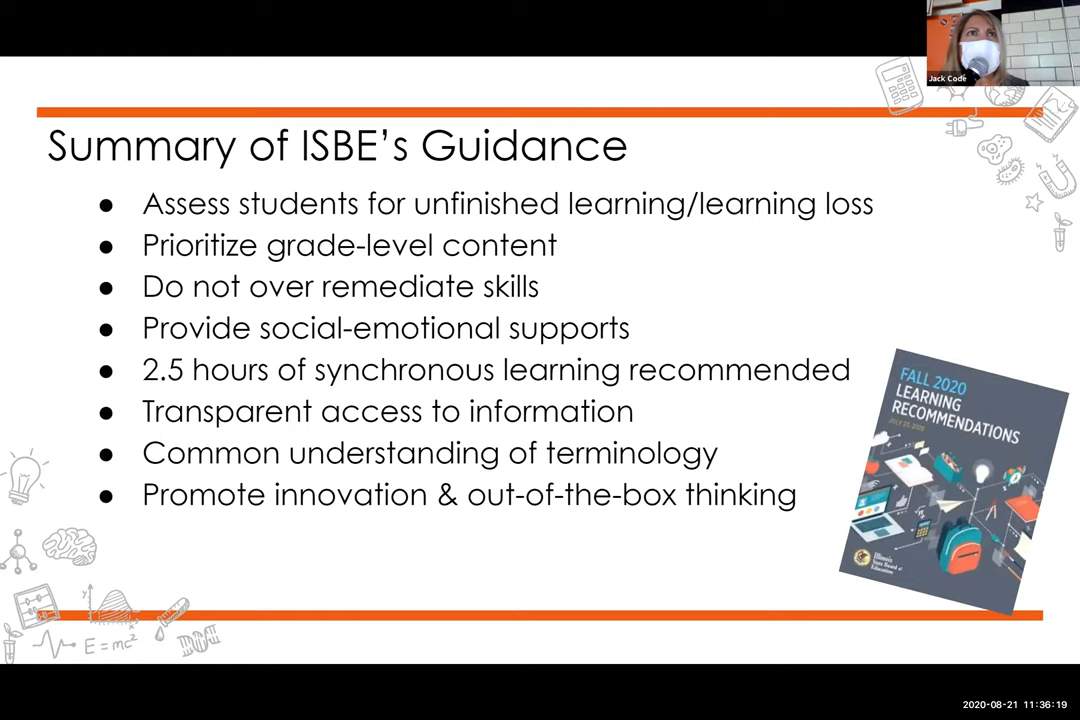 Jack Code
Summary of ISBE's Guidance
● Assess students for unfinished learning/learning loss
● Prioritize grade-level content
● Do not over remediate skills
● Provide social-emotional supports
● 2.5 hours of synchronous learning recommended
● Transparent access to information
● Common understanding of terminology
● Promote innovation & out-of-the-box thinking
FALL 2020
LEARNING
RECOMMENDATIONS
JULY 23, 2020
Illinois
State Board of
Education
E=mc²
2020-08-21 11:36:19